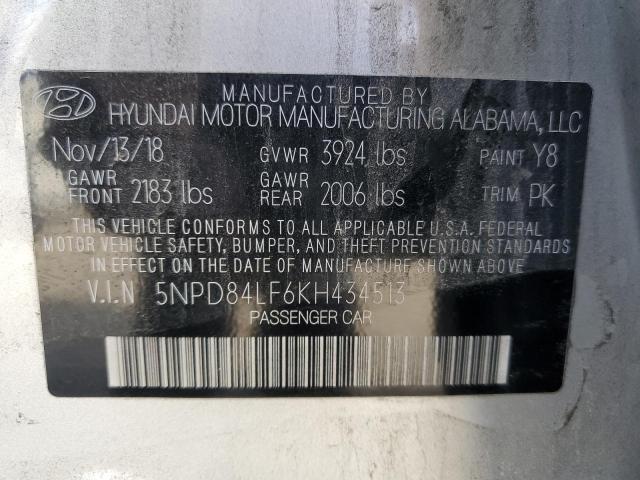 MANUFACTURED BY
HYUNDAI MOTOR MANUFACTURING ALABAMA, LLC
Nov/13/18 GVWR 3924 lbs PAINT Y8
GAWR FRONT 2183 lbs GAWR REAR 2006 lbs TRIM PK
THIS VEHICLE CONFORMS TO ALL APPLICABLE U.S.A. FEDERAL
MOTOR VEHICLE SAFETY, BUMPER, AND THEFT PREVENTION STANDARDS
IN EFFECT ON THE DATE OF MANUFACTURE SHOWN ABOVE.
V.I.N 5NPD84LF6KH434513
PASSENGER CAR